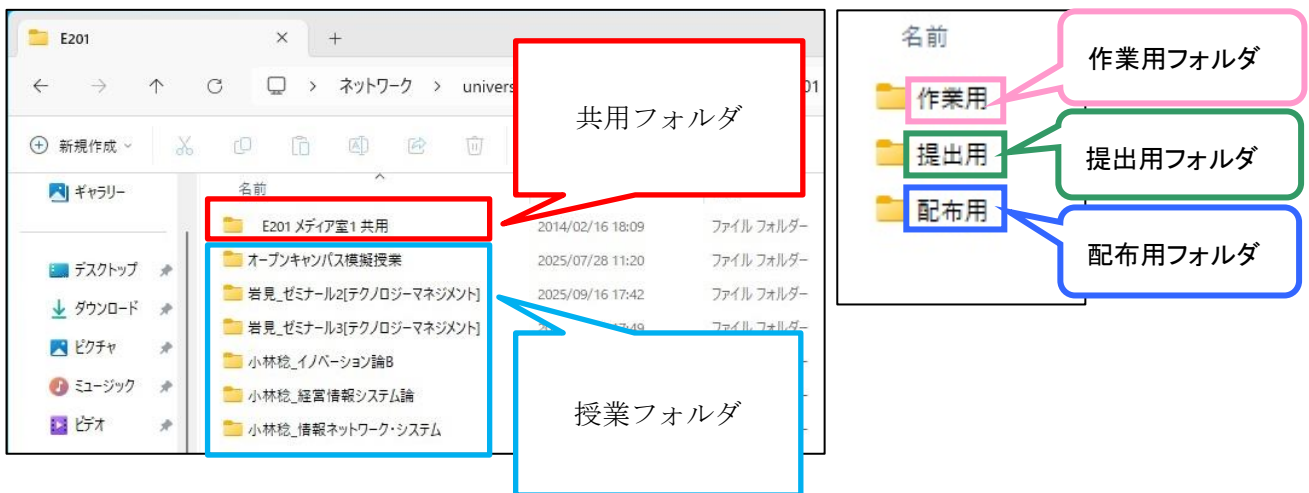 E201
ネットワーク univers
01
新規作成
ギャラリー
デスクトップ
ダウンロード
ピクチャ
ミュージック
ビデオ
名前
E201 メディア室1 共用 2014/02/16 18:09 ファイル フォルダー
オープンキャンパス模擬授業 2025/07/28 11:20 ファイル フォルダー
岩見_ゼミナール2[テクノロジーマネジメント] 2025/09/16 17:42 ファイル フォルダー
岩見_ゼミナール3[テクノロジーマネジメント] ファイル フォルダー
小林稔_イノベーション論B
小林稔_経営情報システム論
小林稔_情報ネットワーク・システム
共用フォルダ
授業フォルダ
名前
作業用
提出用
配布用
作業用フォルダ
提出用フォルダ
配布用フォルダ